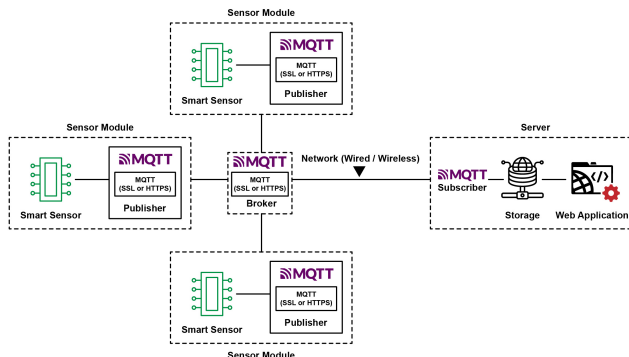 Sensor Module
MQTT
MQTT
(SSL or HTTPS)
Smart Sensor
Publisher
Sensor Module
MQTT
MQTT
(SSL or HTTPS)
Smart Sensor
Publisher
MQTT
MQTT
(SSL or HTTPS)
Broker
Network (Wired / Wireless)
Server
MQTT
Subscriber
</>
Storage
Web Application
MQTT
MQTT
(SSL or HTTPS)
Smart Sensor
Publisher
Sensor Module